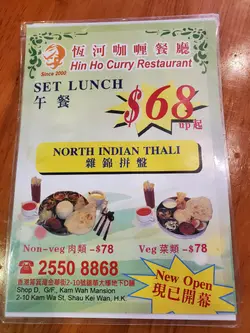 恆河咖喱餐廳
Hin Ho Curry Restaurant
Since 2000
SET LUNCH
午餐
$68
up起
NORTH INDIAN THALI
雜錦拼盤
Non-veg 肉類 -$78
Veg 菜類 -$78
2550 8868
Shop D, G/F., Kam Wah Mansion
2-10 Kam Wa St, Shau Kei Wan, H.K.
New Open
現已開幕